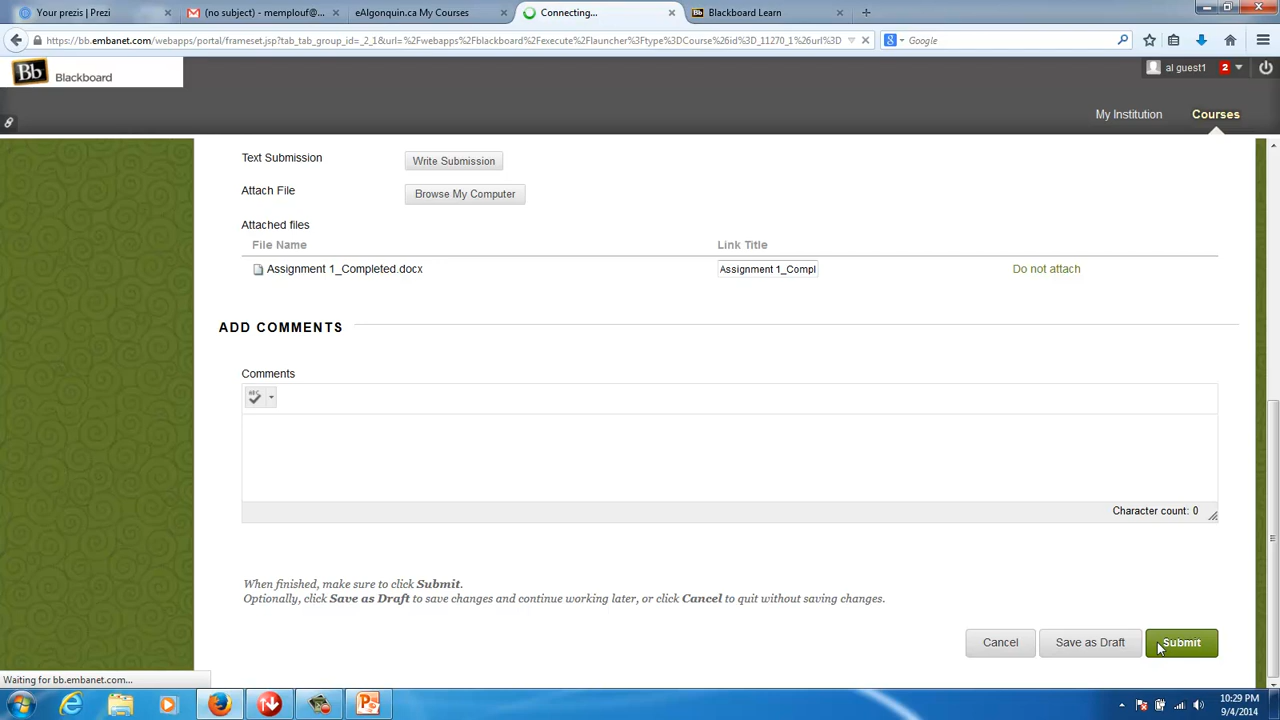 Your prezis | Prezi
(no subject) - memplouf@...
eAlgonquin.ca My Courses
Connecting...
Blackboard Learn
https://bb.embanet.com/webapps/portal/frameset.jsp?tab_tab_group_id=_2_1&url=%2Fwebapps%2Fblackboard%2Fexecute%2Flauncher%3Ftype%3DCourse%26id%3D_11270_1%26url%3D
Google
Bb Blackboard
al guest1 2
My Institution
Courses
Text Submission
Write Submission
Attach File
Browse My Computer
Attached files
File Name
Link Title
Assignment 1_Completed.docx
Assignment 1_Compl
Do not attach
ADD COMMENTS
Comments
ABC
Character count: 0
When finished, make sure to click Submit.
Optionally, click Save as Draft to save changes and continue working later, or click Cancel to quit without saving changes.
Cancel
Save as Draft
Submit
Waiting for bb.embanet.com...
10:29 PM
9/4/2014